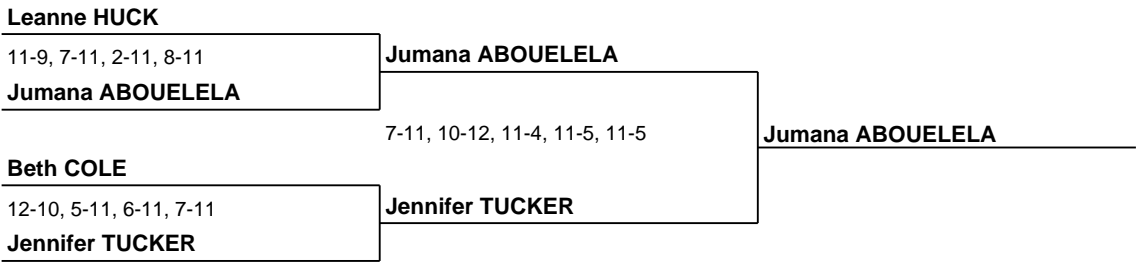 Leanne HUCK
11-9, 7-11, 2-11, 8-11
Jumana ABOUELELA
Jumana ABOUELELA
7-11, 10-12, 11-4, 11-5, 11-5
Jumana ABOUELELA
Beth COLE
12-10, 5-11, 6-11, 7-11
Jennifer TUCKER
Jennifer TUCKER